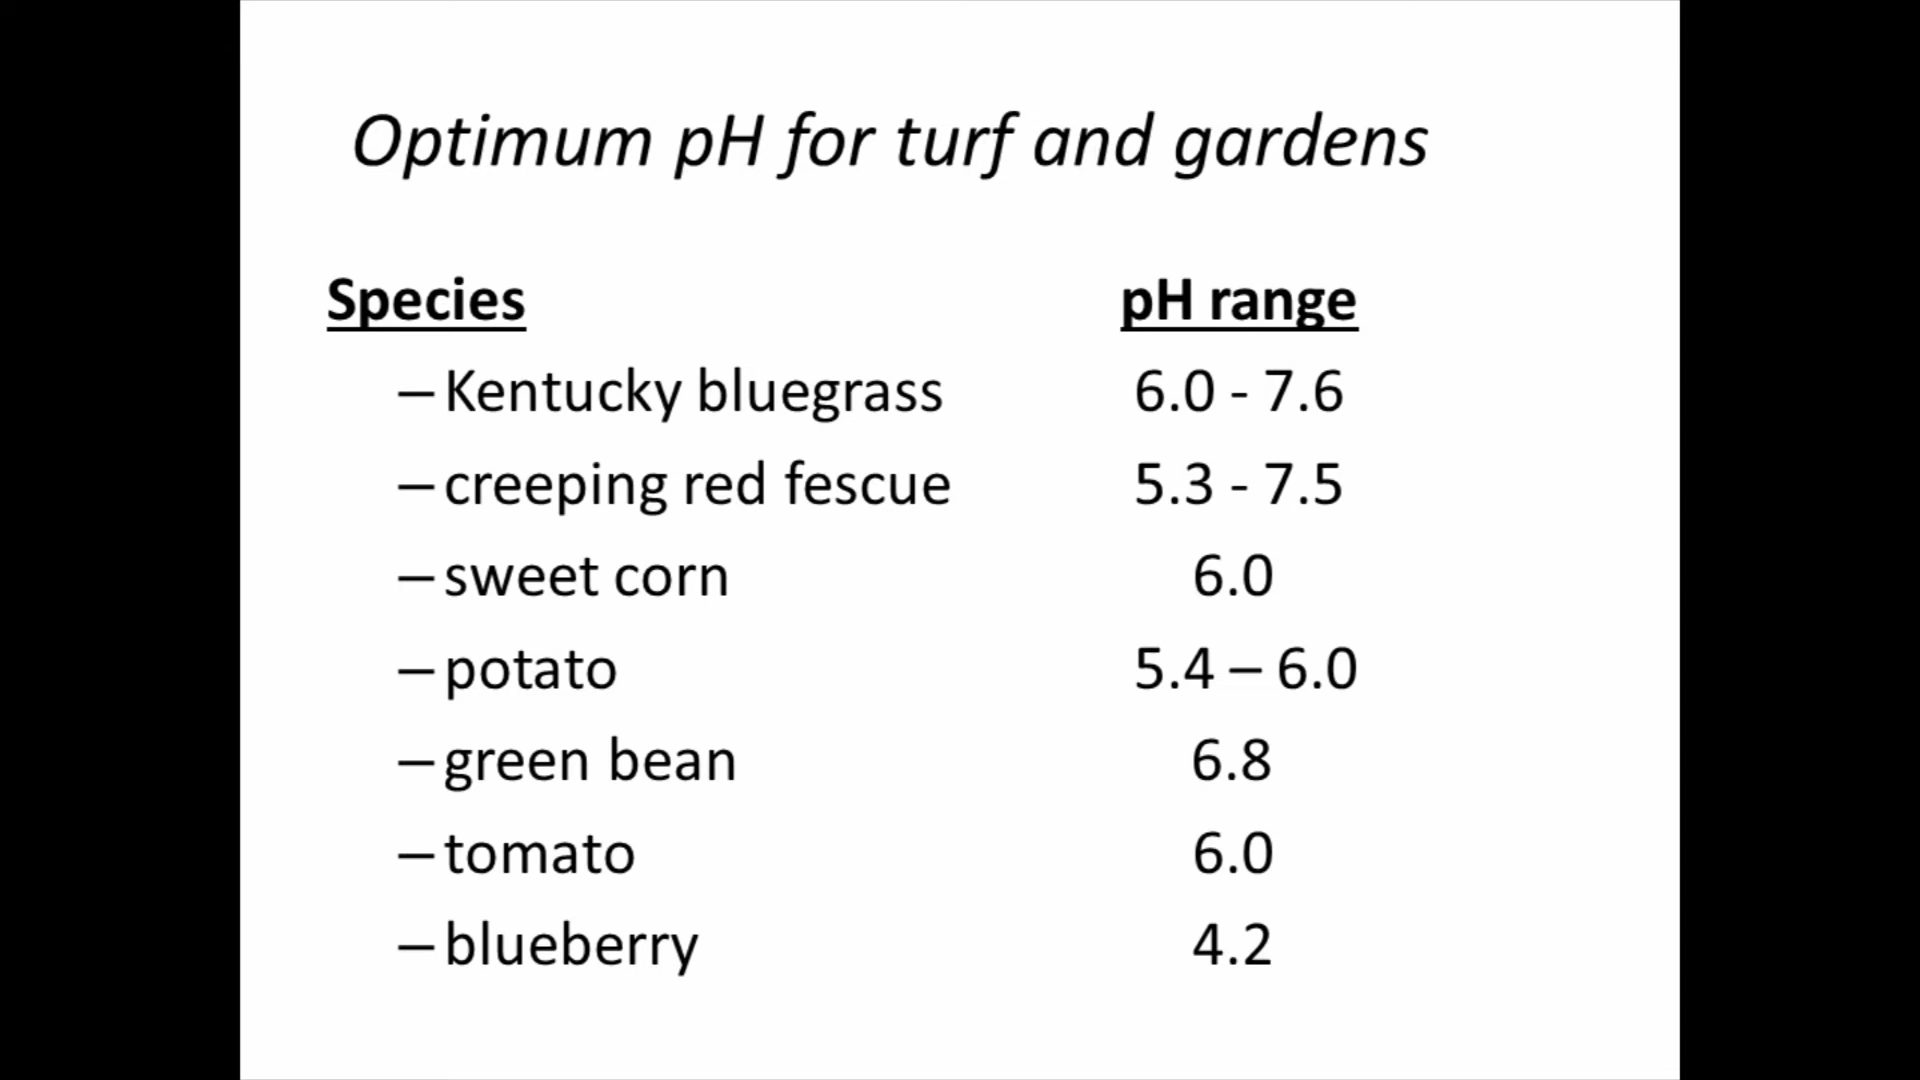 Optimum pH for turf and gardens
Species pH range
– Kentucky bluegrass 6.0 - 7.6
– creeping red fescue 5.3 - 7.5
– sweet corn 6.0
– potato 5.4 – 6.0
– green bean 6.8
– tomato 6.0
– blueberry 4.2